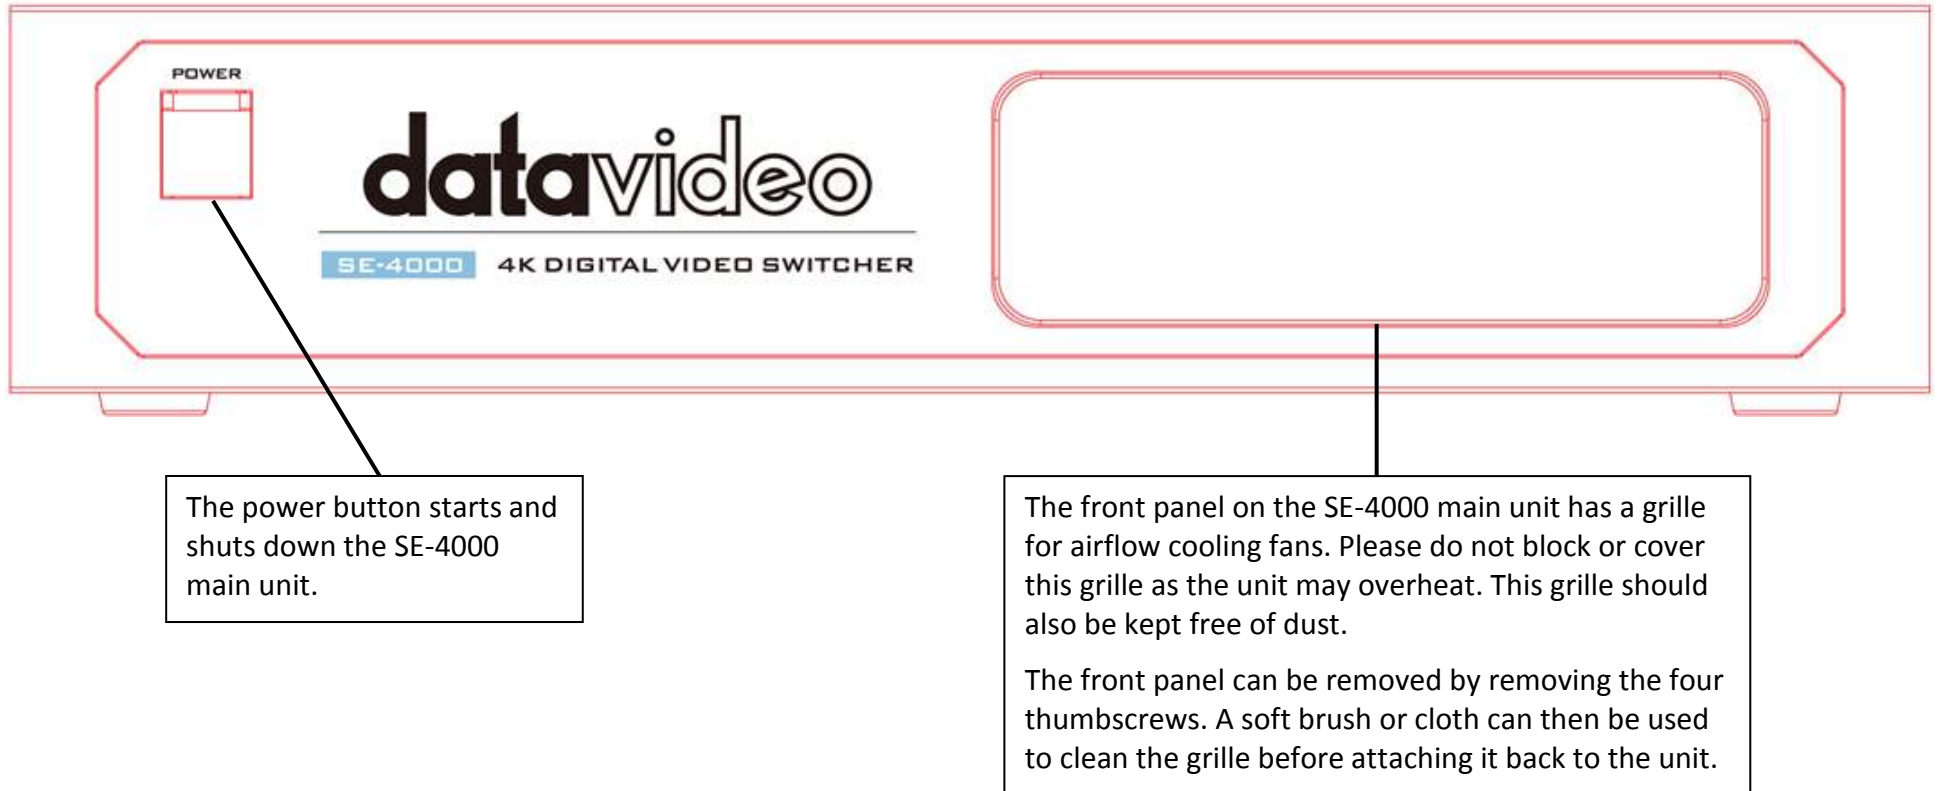 POWER
datavideo
SE-4000 4K DIGITAL VIDEO SWITCHER
The power button starts and
shuts down the SE-4000
main unit.
The front panel on the SE-4000 main unit has a grille
for airflow cooling fans. Please do not block or cover
this grille as the unit may overheat. This grille should
also be kept free of dust.
The front panel can be removed by removing the four
thumbscrews. A soft brush or cloth can then be used
to clean the grille before attaching it back to the unit.